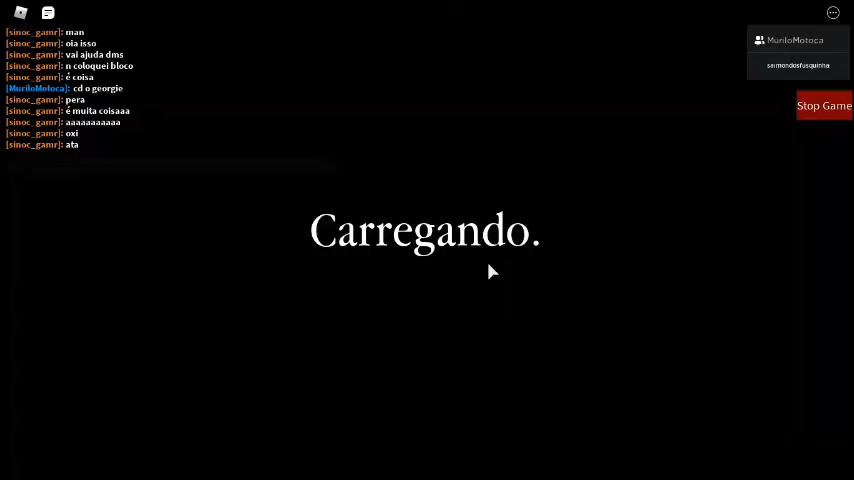 [sinoc_gamr]: man
[sinoc_gamr]: oia isso
[sinoc_gamr]: vai ajuda dms
[sinoc_gamr]: n coloquei bloco
[sinoc_gamr]: é coisa
[MuriloMotoca]: cd o georgie
[sinoc_gamr]: pera
[sinoc_gamr]: é muita coisaaa
[sinoc_gamr]: aaaaaaaaaaa
[sinoc_gamr]: oxi
[sinoc_gamr]: ata
MuriloMotoca
saimondosfusquinha
Stop Game
Carregando.